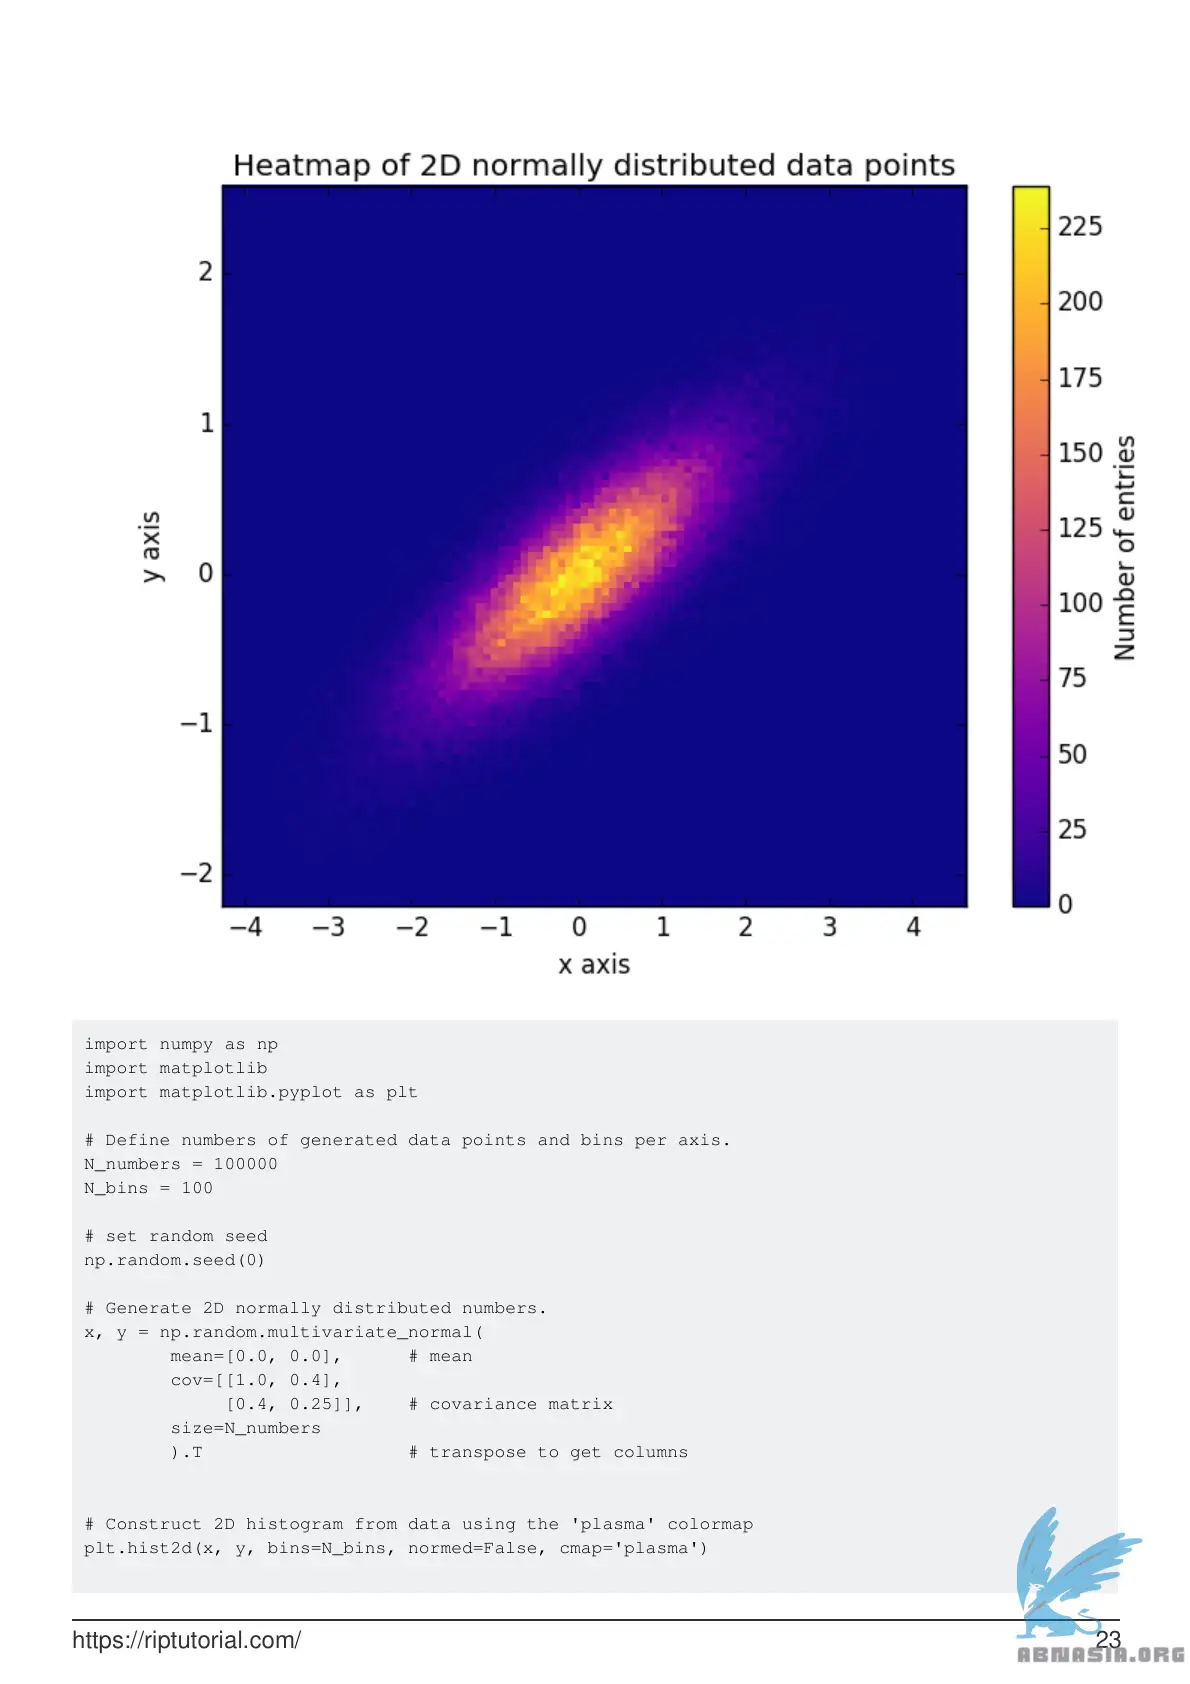 Heatmap of 2D normally distributed data points
2
1
0
−1
−2
y axis
−4 −3 −2 −1 0 1 2 3 4
x axis
225
200
175
150
125
100
75
50
25
0
Number of entries
import numpy as np
import matplotlib
import matplotlib.pyplot as plt
# Define numbers of generated data points and bins per axis.
N_numbers = 100000
N_bins = 100
# set random seed
np.random.seed(0)
# Generate 2D normally distributed numbers.
x, y = np.random.multivariate_normal(
        mean=[0.0, 0.0],      # mean
        cov=[[1.0, 0.4],
             [0.4, 0.25]],    # covariance matrix
        size=N_numbers
        ).T                   # transpose to get columns
# Construct 2D histogram from data using the 'plasma' colormap
plt.hist2d(x, y, bins=N_bins, normed=False, cmap='plasma')
https://riptutorial.com/ 23
ABNASIA.ORG